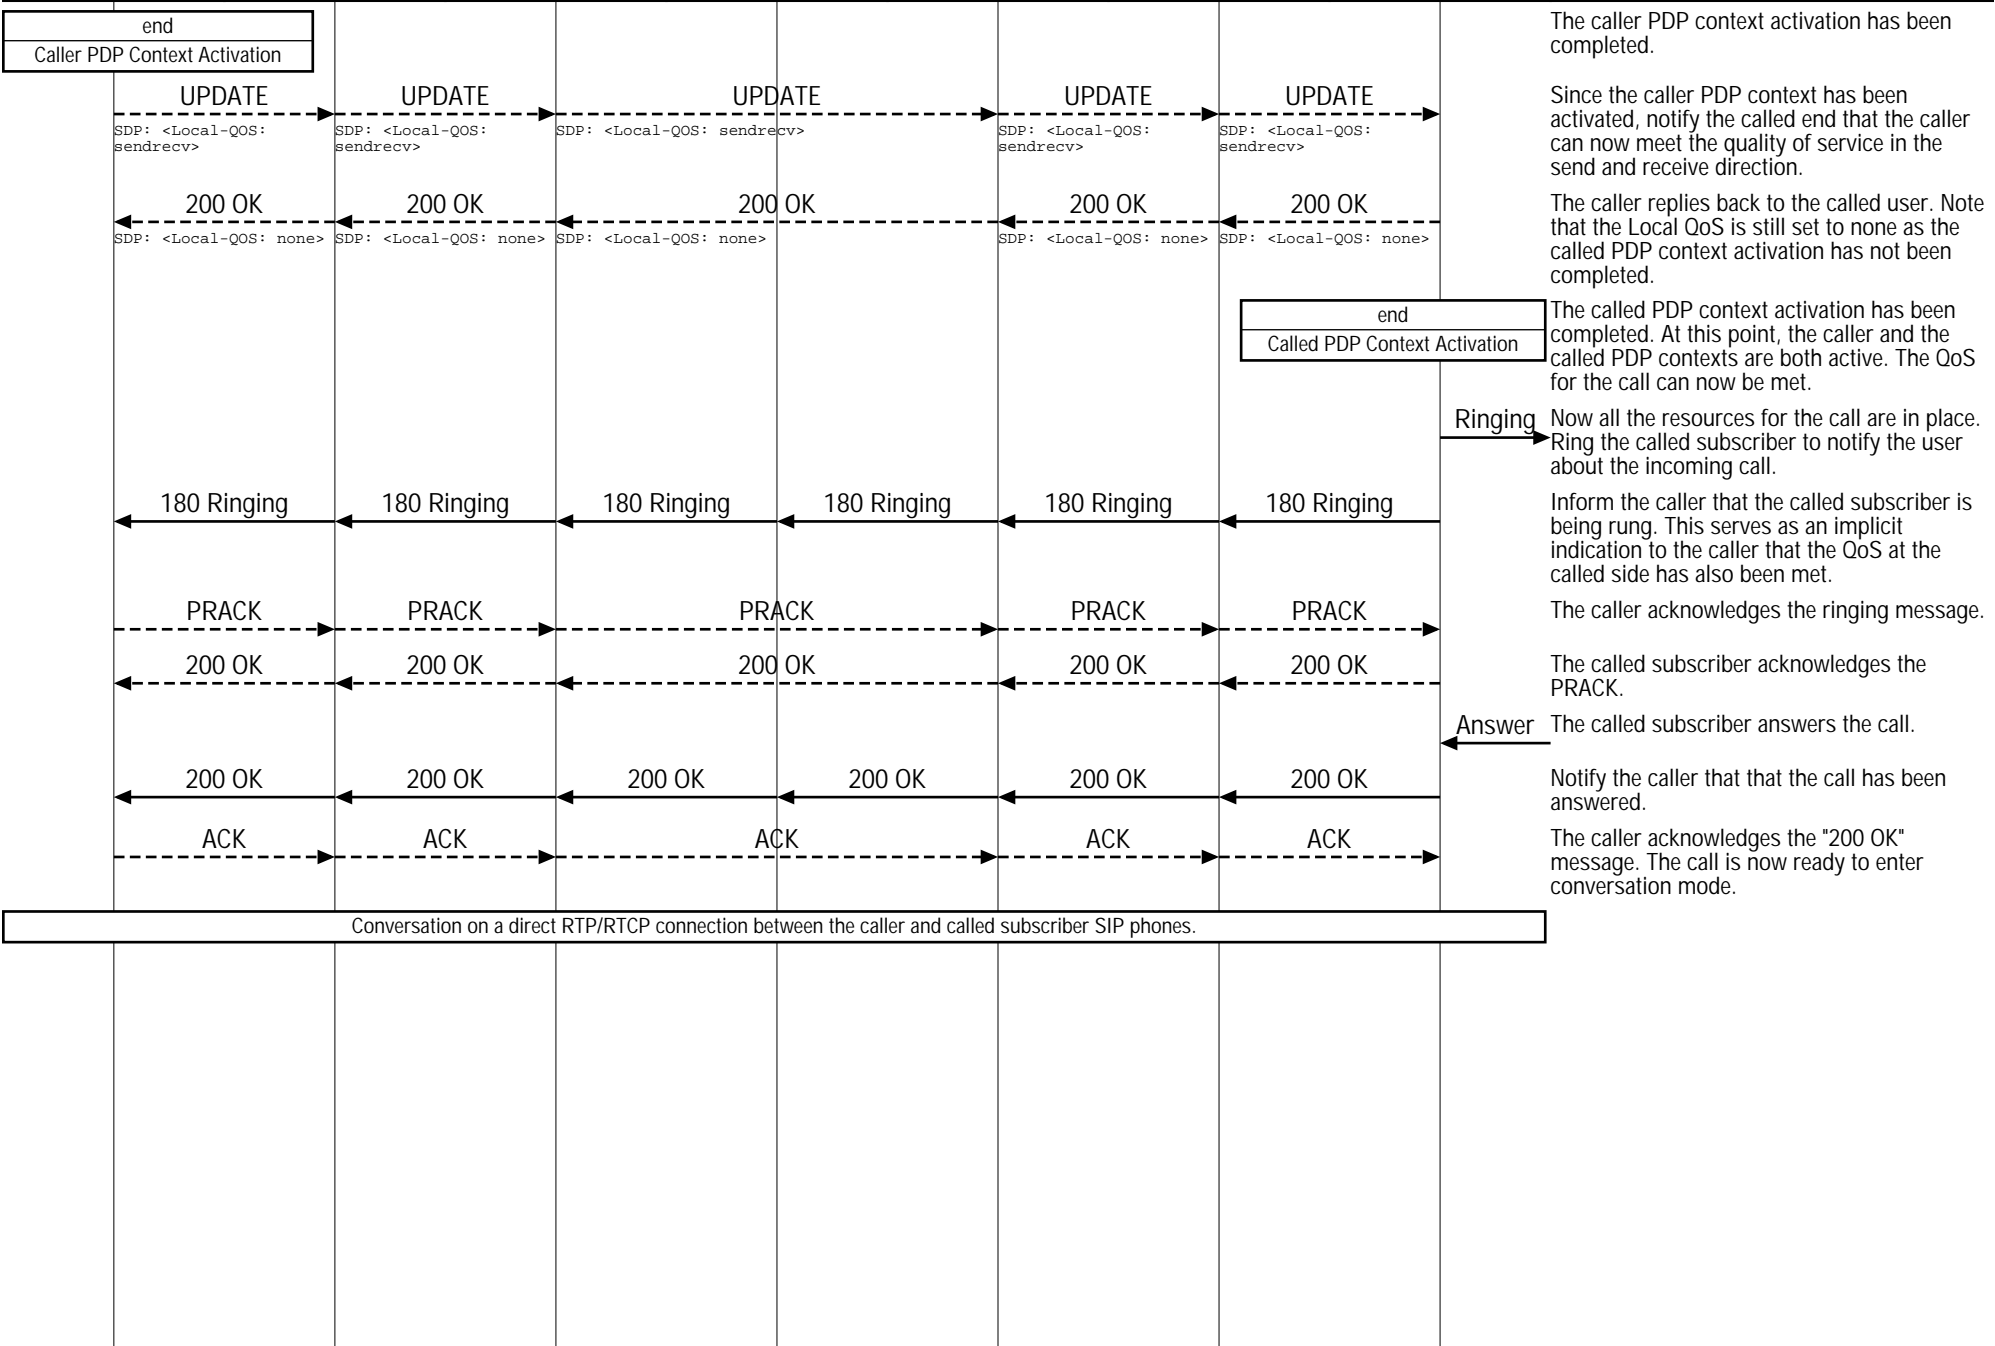 end
Caller PDP Context Activation
The caller PDP context activation has been
completed.
UPDATE UPDATE UPDATE UPDATE UPDATE
SDP: <Local-QOS: SDP: <Local-QOS: SDP: <Local-QOS: sendrecv> SDP: <Local-QOS: SDP: <Local-QOS:
sendrecv> sendrecv> sendrecv> sendrecv>
Since the caller PDP context has been
activated, notify the called end that the caller
can now meet the quality of service in the
send and receive direction.
200 OK 200 OK 200 OK 200 OK 200 OK
SDP: <Local-QOS: none> SDP: <Local-QOS: none> SDP: <Local-QOS: none> SDP: <Local-QOS: none> SDP: <Local-QOS: none>
The caller replies back to the called user. Note
that the Local QoS is still set to none as the
called PDP context activation has not been
completed.
end
Called PDP Context Activation
The called PDP context activation has been
completed. At this point, the caller and the
called PDP contexts are both active. The QoS
for the call can now be met.
Ringing
Now all the resources for the call are in place.
Ring the called subscriber to notify the user
about the incoming call.
180 Ringing 180 Ringing 180 Ringing 180 Ringing 180 Ringing 180 Ringing
Inform the caller that the called subscriber is
being rung. This serves as an implicit
indication to the caller that the QoS at the
called side has also been met.
PRACK PRACK PRACK PRACK PRACK
The caller acknowledges the ringing message.
200 OK 200 OK 200 OK 200 OK 200 OK
The called subscriber acknowledges the
PRACK.
Answer
The called subscriber answers the call.
200 OK 200 OK 200 OK 200 OK 200 OK 200 OK
Notify the caller that that the call has been
answered.
ACK ACK ACK ACK ACK
The caller acknowledges the "200 OK"
message. The call is now ready to enter
conversation mode.
Conversation on a direct RTP/RTCP connection between the caller and called subscriber SIP phones.